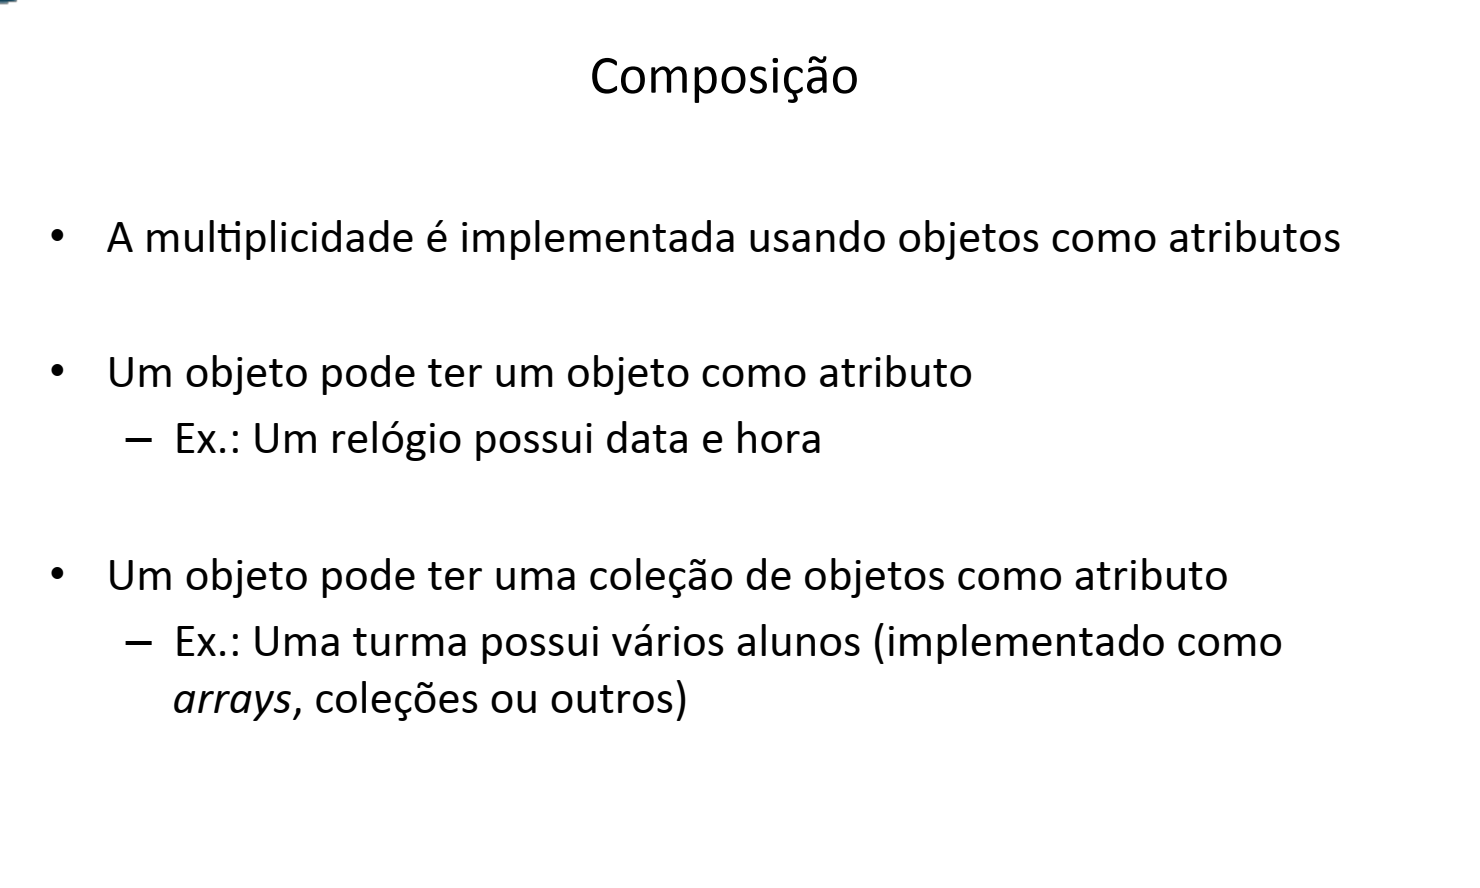 Composição
• A multiplicidade é implementada usando objetos como atributos
• Um objeto pode ter um objeto como atributo
– Ex.: Um relógio possui data e hora
• Um objeto pode ter uma coleção de objetos como atributo
– Ex.: Uma turma possui vários alunos (implementado como
arrays, coleções ou outros)